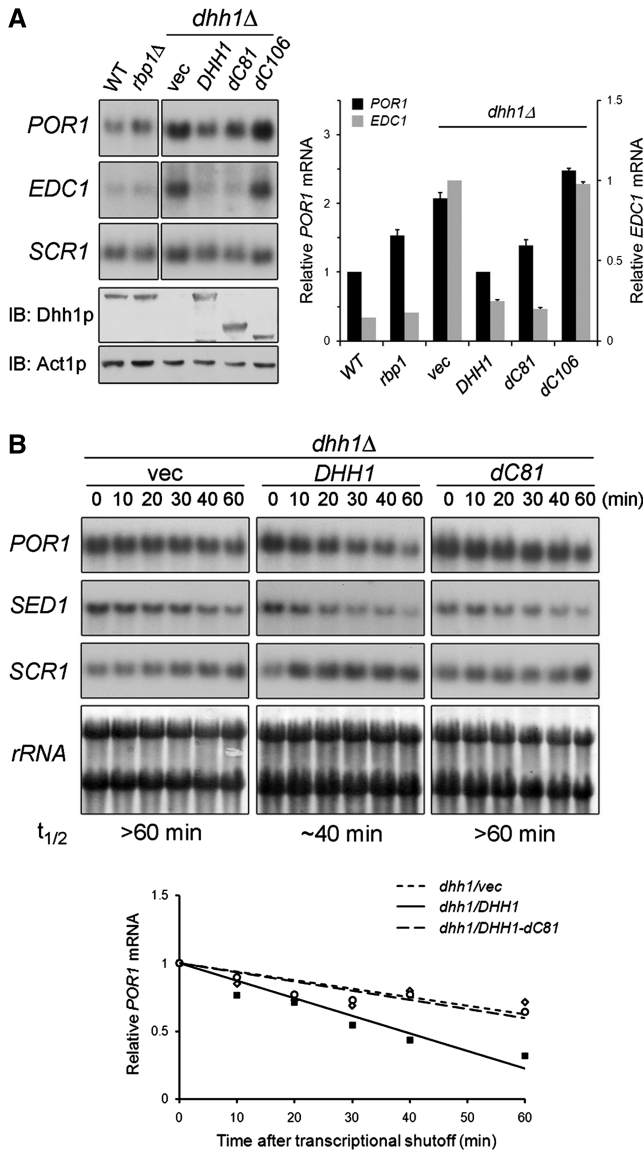 A
dhh1Δ
WT rbp1Δ vec DHH1 dC81 dC106
POR1
EDC1
SCR1
IB: Dhh1p
IB: Act1p
POR1
EDC1
dhh1Δ
Relative POR1 mRNA
3
2
1
0
Relative EDC1 mRNA
1.5
1
0.5
0
WT rbp1 vec DHH1 dC81 dC106
B
dhh1Δ
vec DHH1 dC81
0 10 20 30 40 60 0 10 20 30 40 60 0 10 20 30 40 60 (min)
POR1
SED1
SCR1
rRNA
t1/2 >60 min ~40 min >60 min
dhh1/vec
dhh1/DHH1
dhh1/DHH1-dC81
Relative POR1 mRNA
1.5
1
0.5
0
0 10 20 30 40 50 60
Time after transcriptional shutoff (min)